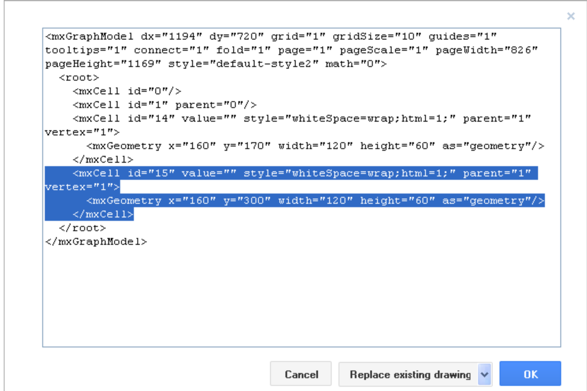 ×
<mxGraphModel dx="1194" dy="720" grid="1" gridSize="10" guides="1"
tooltips="1" connect="1" fold="1" page="1" pageScale="1" pageWidth="826"
pageHeight="1169" style="default-style2" math="0">
  <root>
    <mxCell id="0"/>
    <mxCell id="1" parent="0"/>
    <mxCell id="14" value="" style="whiteSpace=wrap;html=1;" parent="1"
vertex="1">
      <mxGeometry x="160" y="170" width="120" height="60" as="geometry"/>
    </mxCell>
    <mxCell id="15" value="" style="whiteSpace=wrap;html=1;" parent="1"
vertex="1">
      <mxGeometry x="160" y="300" width="120" height="60" as="geometry"/>
    </mxCell>
  </root>
</mxGraphModel>
Cancel Replace existing drawing OK